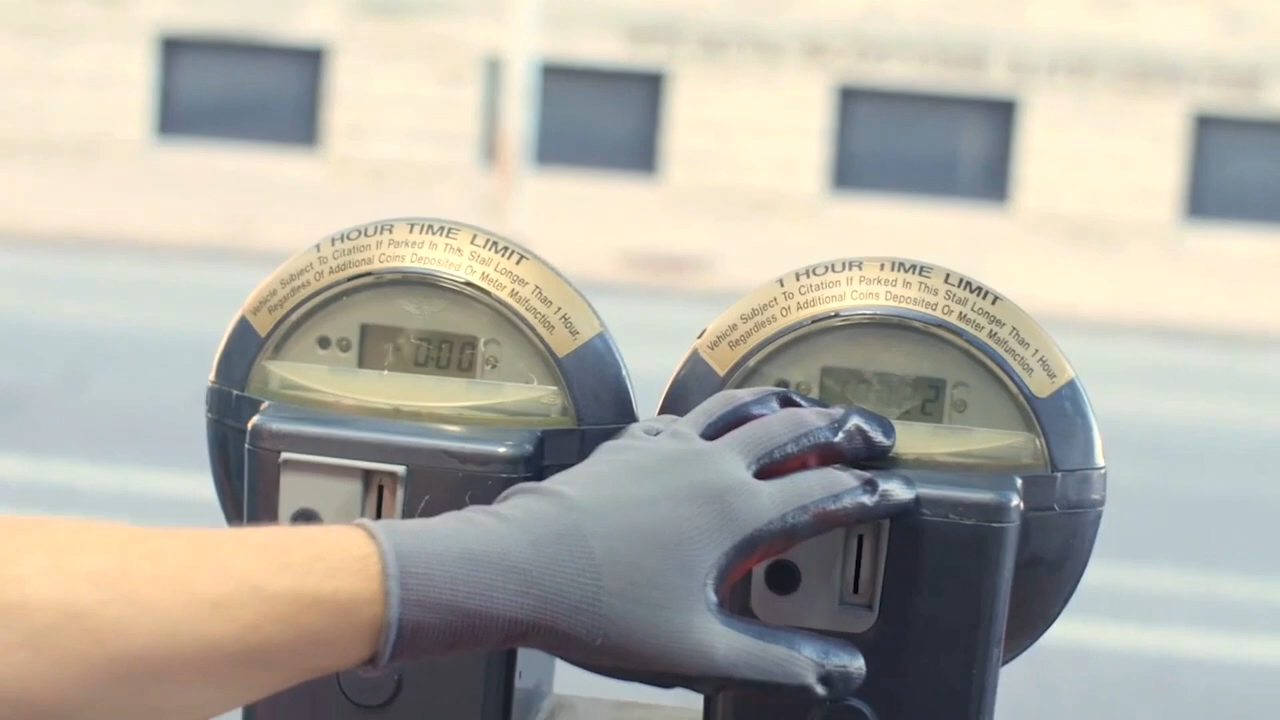 1 HOUR TIME LIMIT
Vehicle Subject To Citation If Parked In This Stall Longer Than 1 Hour,
Regardless Of Additional Coins Deposited Or Meter Malfunction.
0:00
1 HOUR TIME LIMIT
Vehicle Subject To Citation If Parked In This Stall Longer Than 1 Hour,
Regardless Of Additional Coins Deposited Or Meter Malfunction.
2